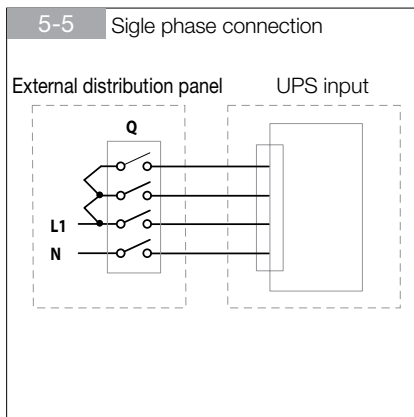 5-5 Sigle phase connection
External distribution panel UPS input
Q
L1
N